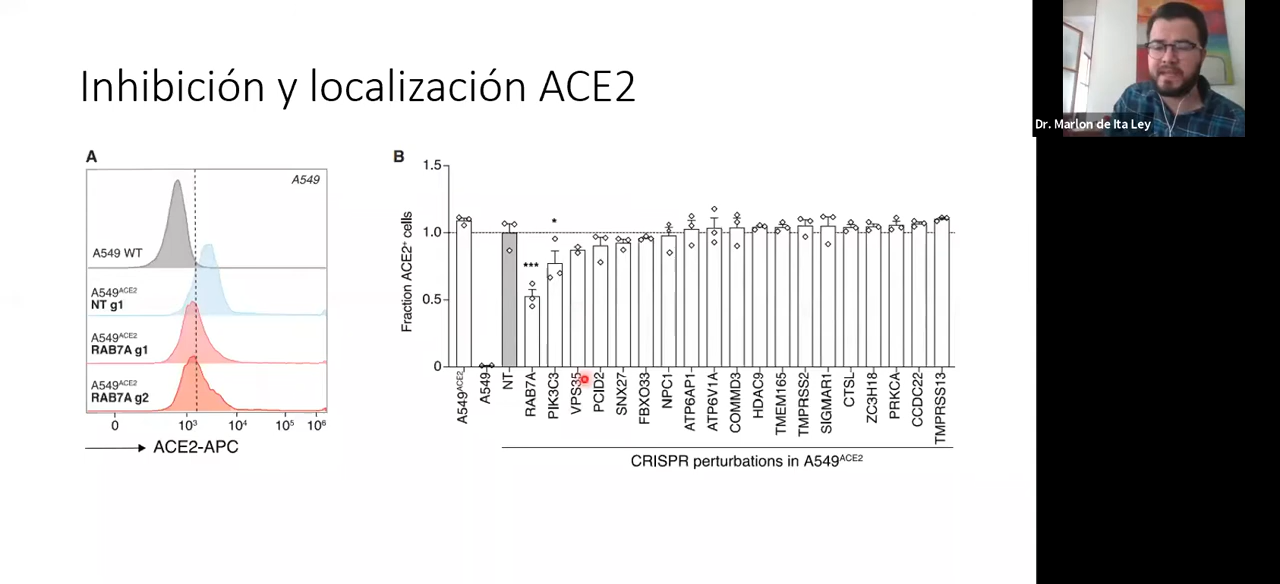 Inhibición y localización ACE2
Dr. Marlon de Ita Ley
A
A549
A549 WT
A549ACE2
NT g1
A549ACE2
RAB7A g1
A549ACE2
RAB7A g2
0 10³ 10⁴ 10⁵ 10⁶
ACE2-APC
B
Fraction ACE2⁺ cells
1.5
1.0
0.5
0
*
***
A549ACE2
A549
NT
RAB7A
PIK3C3
VPS35
PCID2
SNX27
FBXO33
NPC1
ATP6AP1
ATP6V1A
COMMD3
HDAC9
TMEM165
TMPRSS2
SIGMAR1
CTSL
ZC3H18
PRKCA
CCDC22
TMPRSS13
CRISPR perturbations in A549ACE2